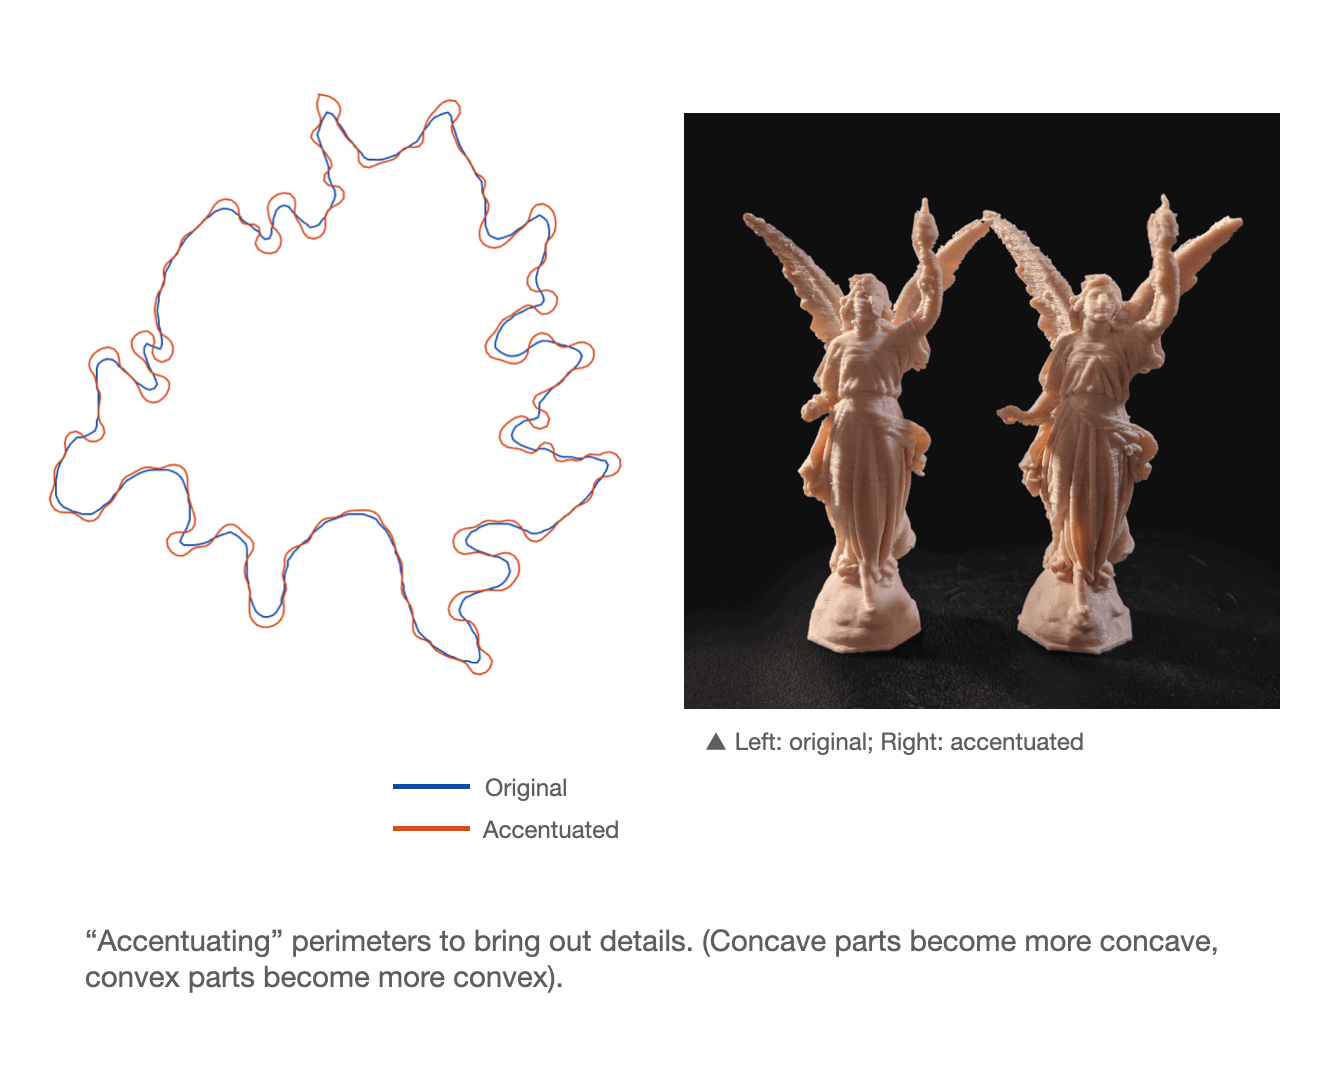 ▲ Left: original; Right: accentuated
Original
Accentuated
“Accentuating” perimeters to bring out details. (Concave parts become more concave,
convex parts become more convex).